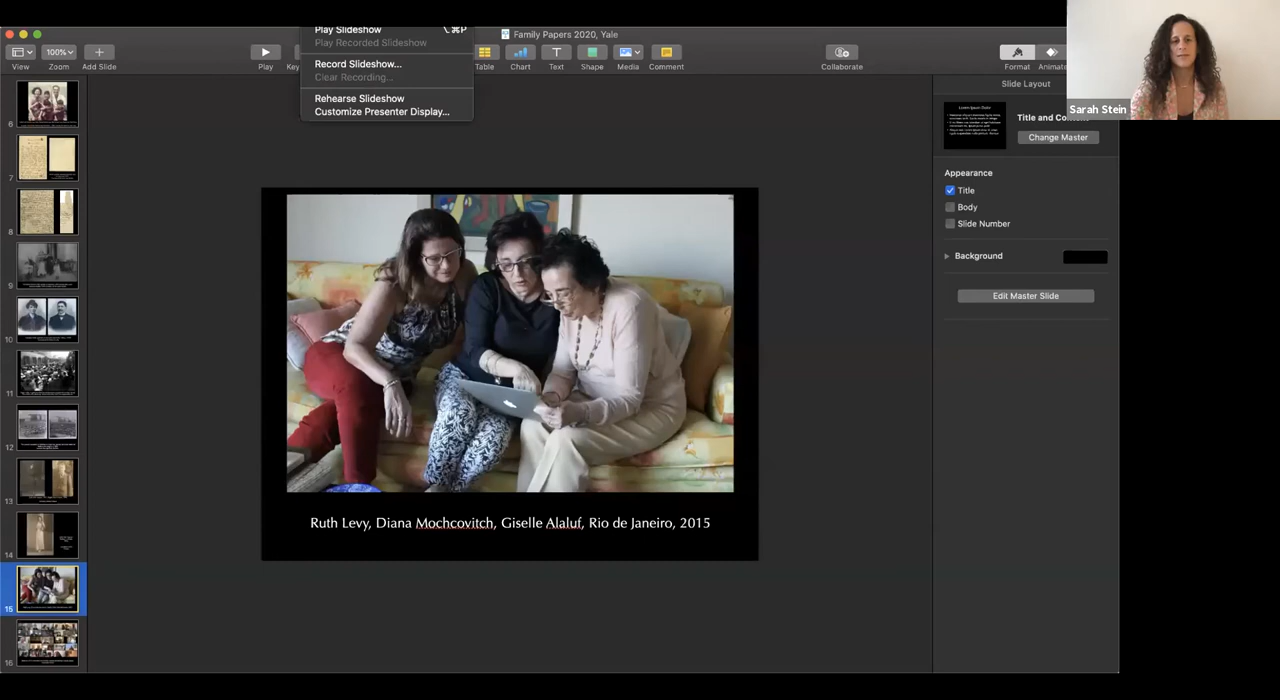 Play Slideshow ⌥⌘P
Family Papers 2020, Yale
Play Recorded Slideshow
100%
View
Zoom
Add Slide
Play
Key
Table
Chart
Text
Shape
Media
Comment
Collaborate
Format
Animate
Record Slideshow...
Clear Recording...
Rehearse Slideshow
Customize Presenter Display...
Slide Layout
Sarah Stein
Title and Con
Change Master
Appearance
Title
Body
Slide Number
Background
Edit Master Slide
6
7
8
9
10
11
12
13
14
15
16
Ruth Levy, Diana Mochcovitch, Giselle Alaluf, Rio de Janeiro, 2015